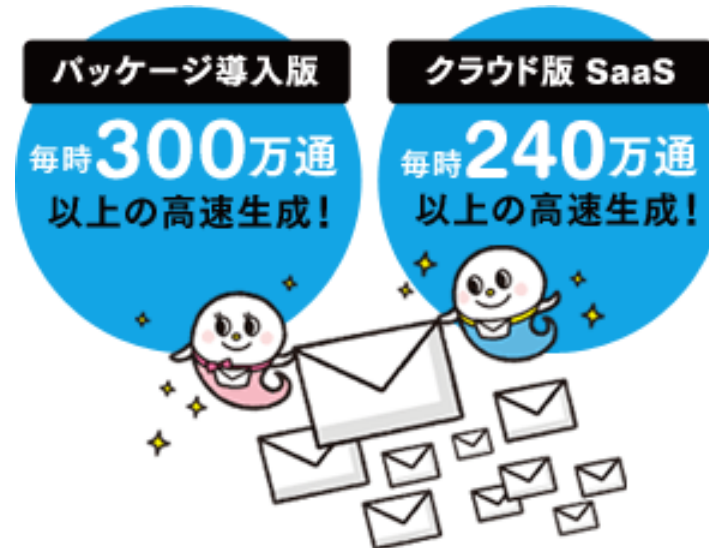 パッケージ導入版
毎時300万通
以上の高速生成！
クラウド版 SaaS
毎時240万通
以上の高速生成！